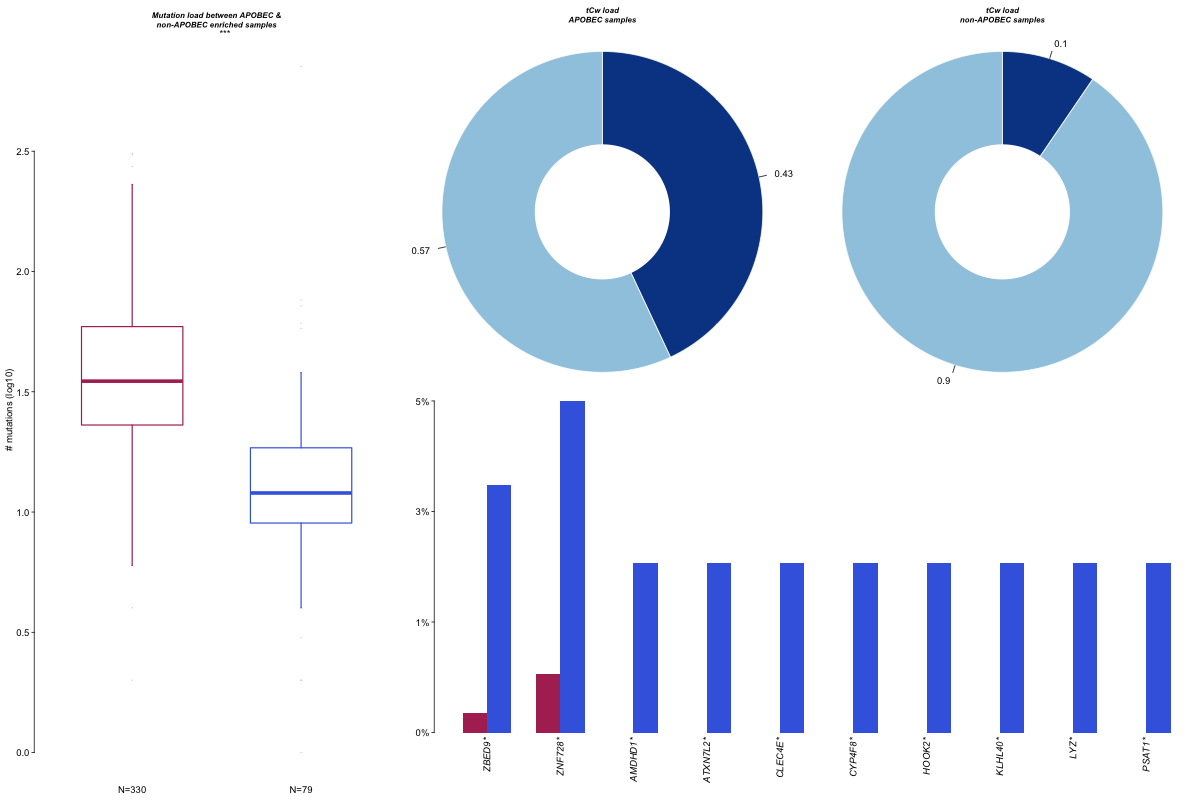 Mutation load between APOBEC &
non-APOBEC enriched samples
***
# mutations (log10)
2.5
2.0
1.5
1.0
0.5
0.0
N=330
N=79
tCw load
APOBEC samples
0.43
0.57
tCw load
non-APOBEC samples
0.1
0.9
5%
3%
1%
0%
ZBED9*
ZNF728*
AMDHD1*
ATXN7L2*
CLEC4E*
CYP4F8*
HOOK2*
KLHL40*
LYZ*
PSAT1*